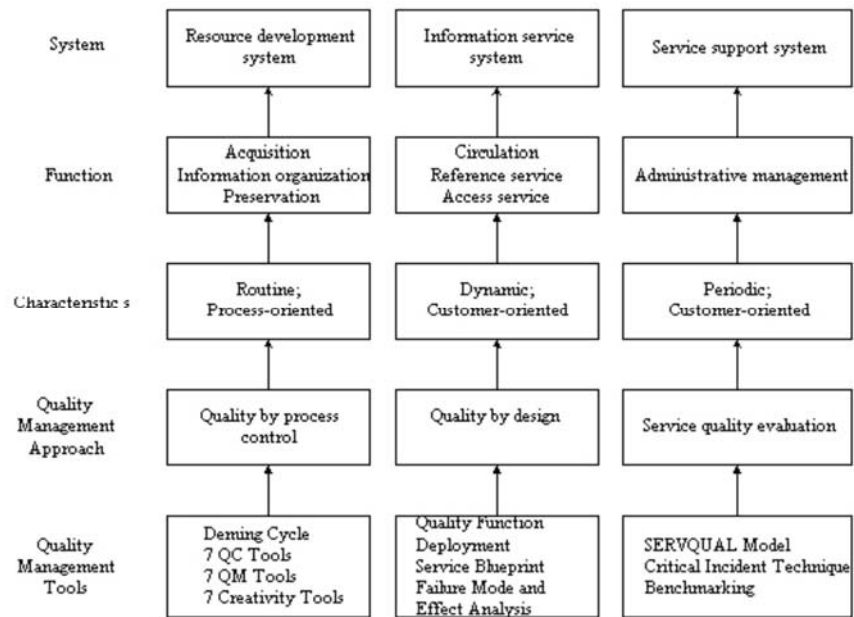 System
Resource development
system
Information service
system
Service support system
Function
Acquisition
Information organization
Preservation
Circulation
Reference service
Access service
Administrative management
Characteristics
Routine;
Process-oriented
Dynamic;
Customer-oriented
Periodic;
Customer-oriented
Quality
Management
Approach
Quality by process
control
Quality by design
Service quality evaluation
Quality
Management
Tools
Deming Cycle
7 QC Tools
7 QM Tools
7 Creativity Tools
Quality Function
Deployment
Service Blueprint
Failure Mode and
Effect Analysis
SERVQUAL Model
Critical Incident Technique
Benchmarking